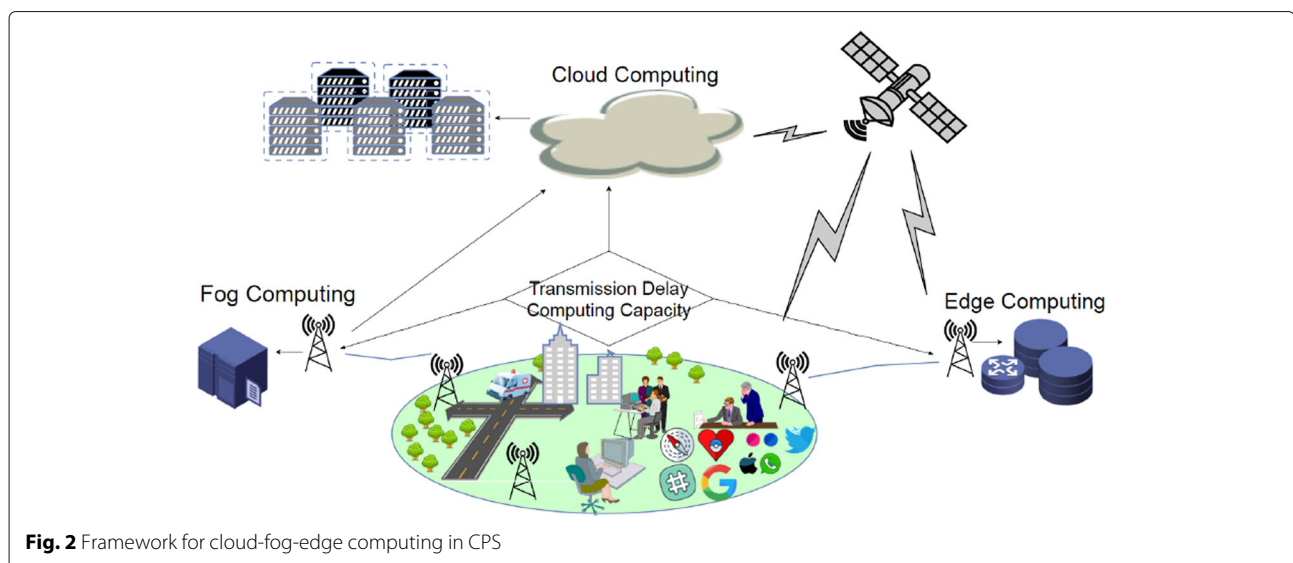 Cloud Computing
Fog Computing
Transmission Delay
Computing Capacity
Edge Computing
Fig. 2 Framework for cloud-fog-edge computing in CPS